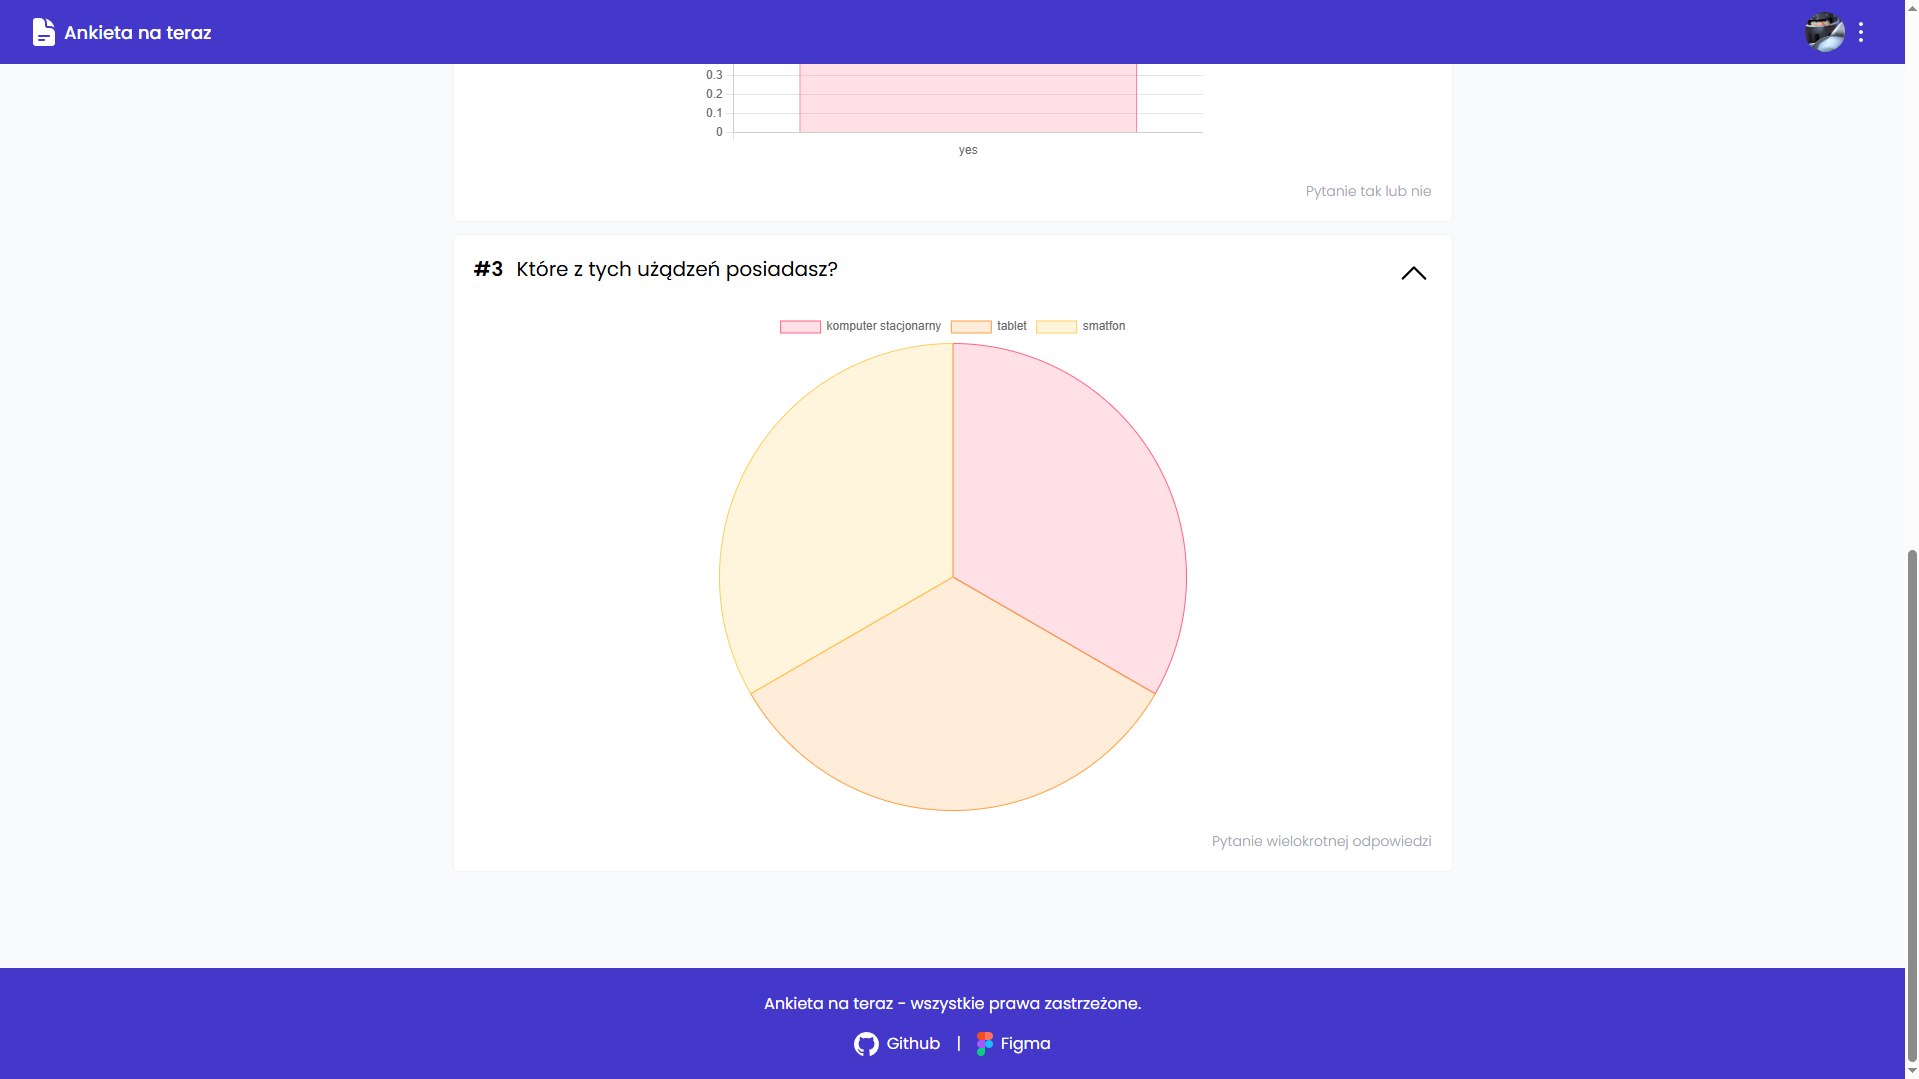 Ankieta na teraz
0.3
0.2
0.1
0
yes
Pytanie tak lub nie
#3 Które z tych użądzeń posiadasz?
komputer stacjonarny tablet smatfon
Pytanie wielokrotnej odpowiedzi
Ankieta na teraz - wszystkie prawa zastrzeżone.
Github | Figma